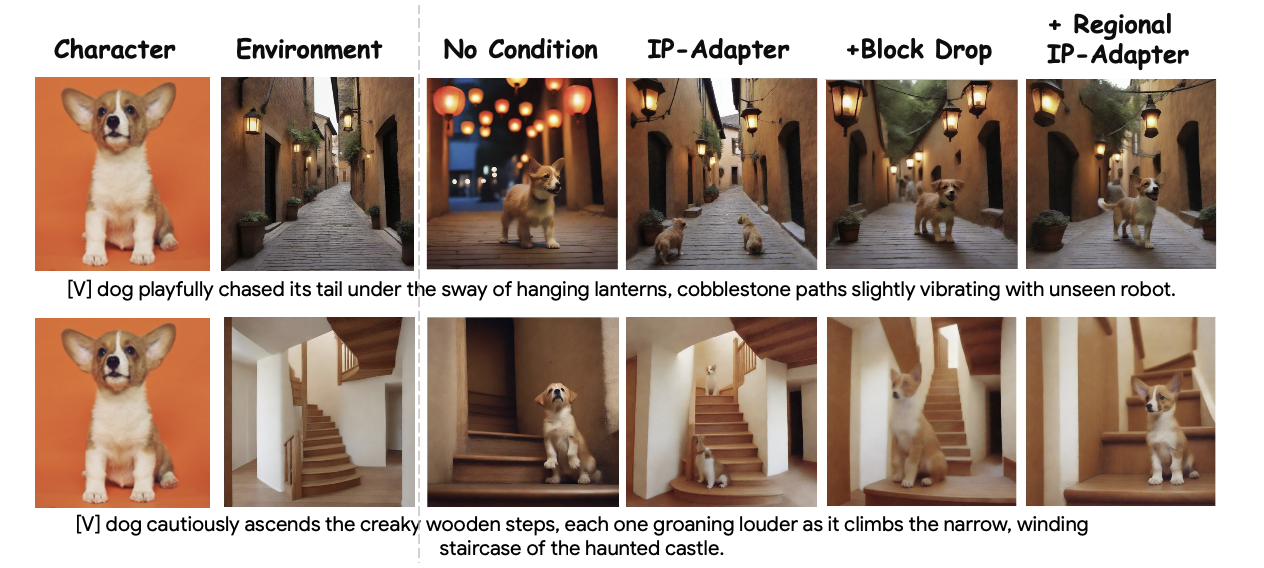 Character
Environment
No Condition
IP-Adapter
+Block Drop
+ Regional
IP-Adapter
[V] dog playfully chased its tail under the sway of hanging lanterns, cobblestone paths slightly vibrating with unseen robot.
[V] dog cautiously ascends the creaky wooden steps, each one groaning louder as it climbs the narrow, winding
staircase of the haunted castle.